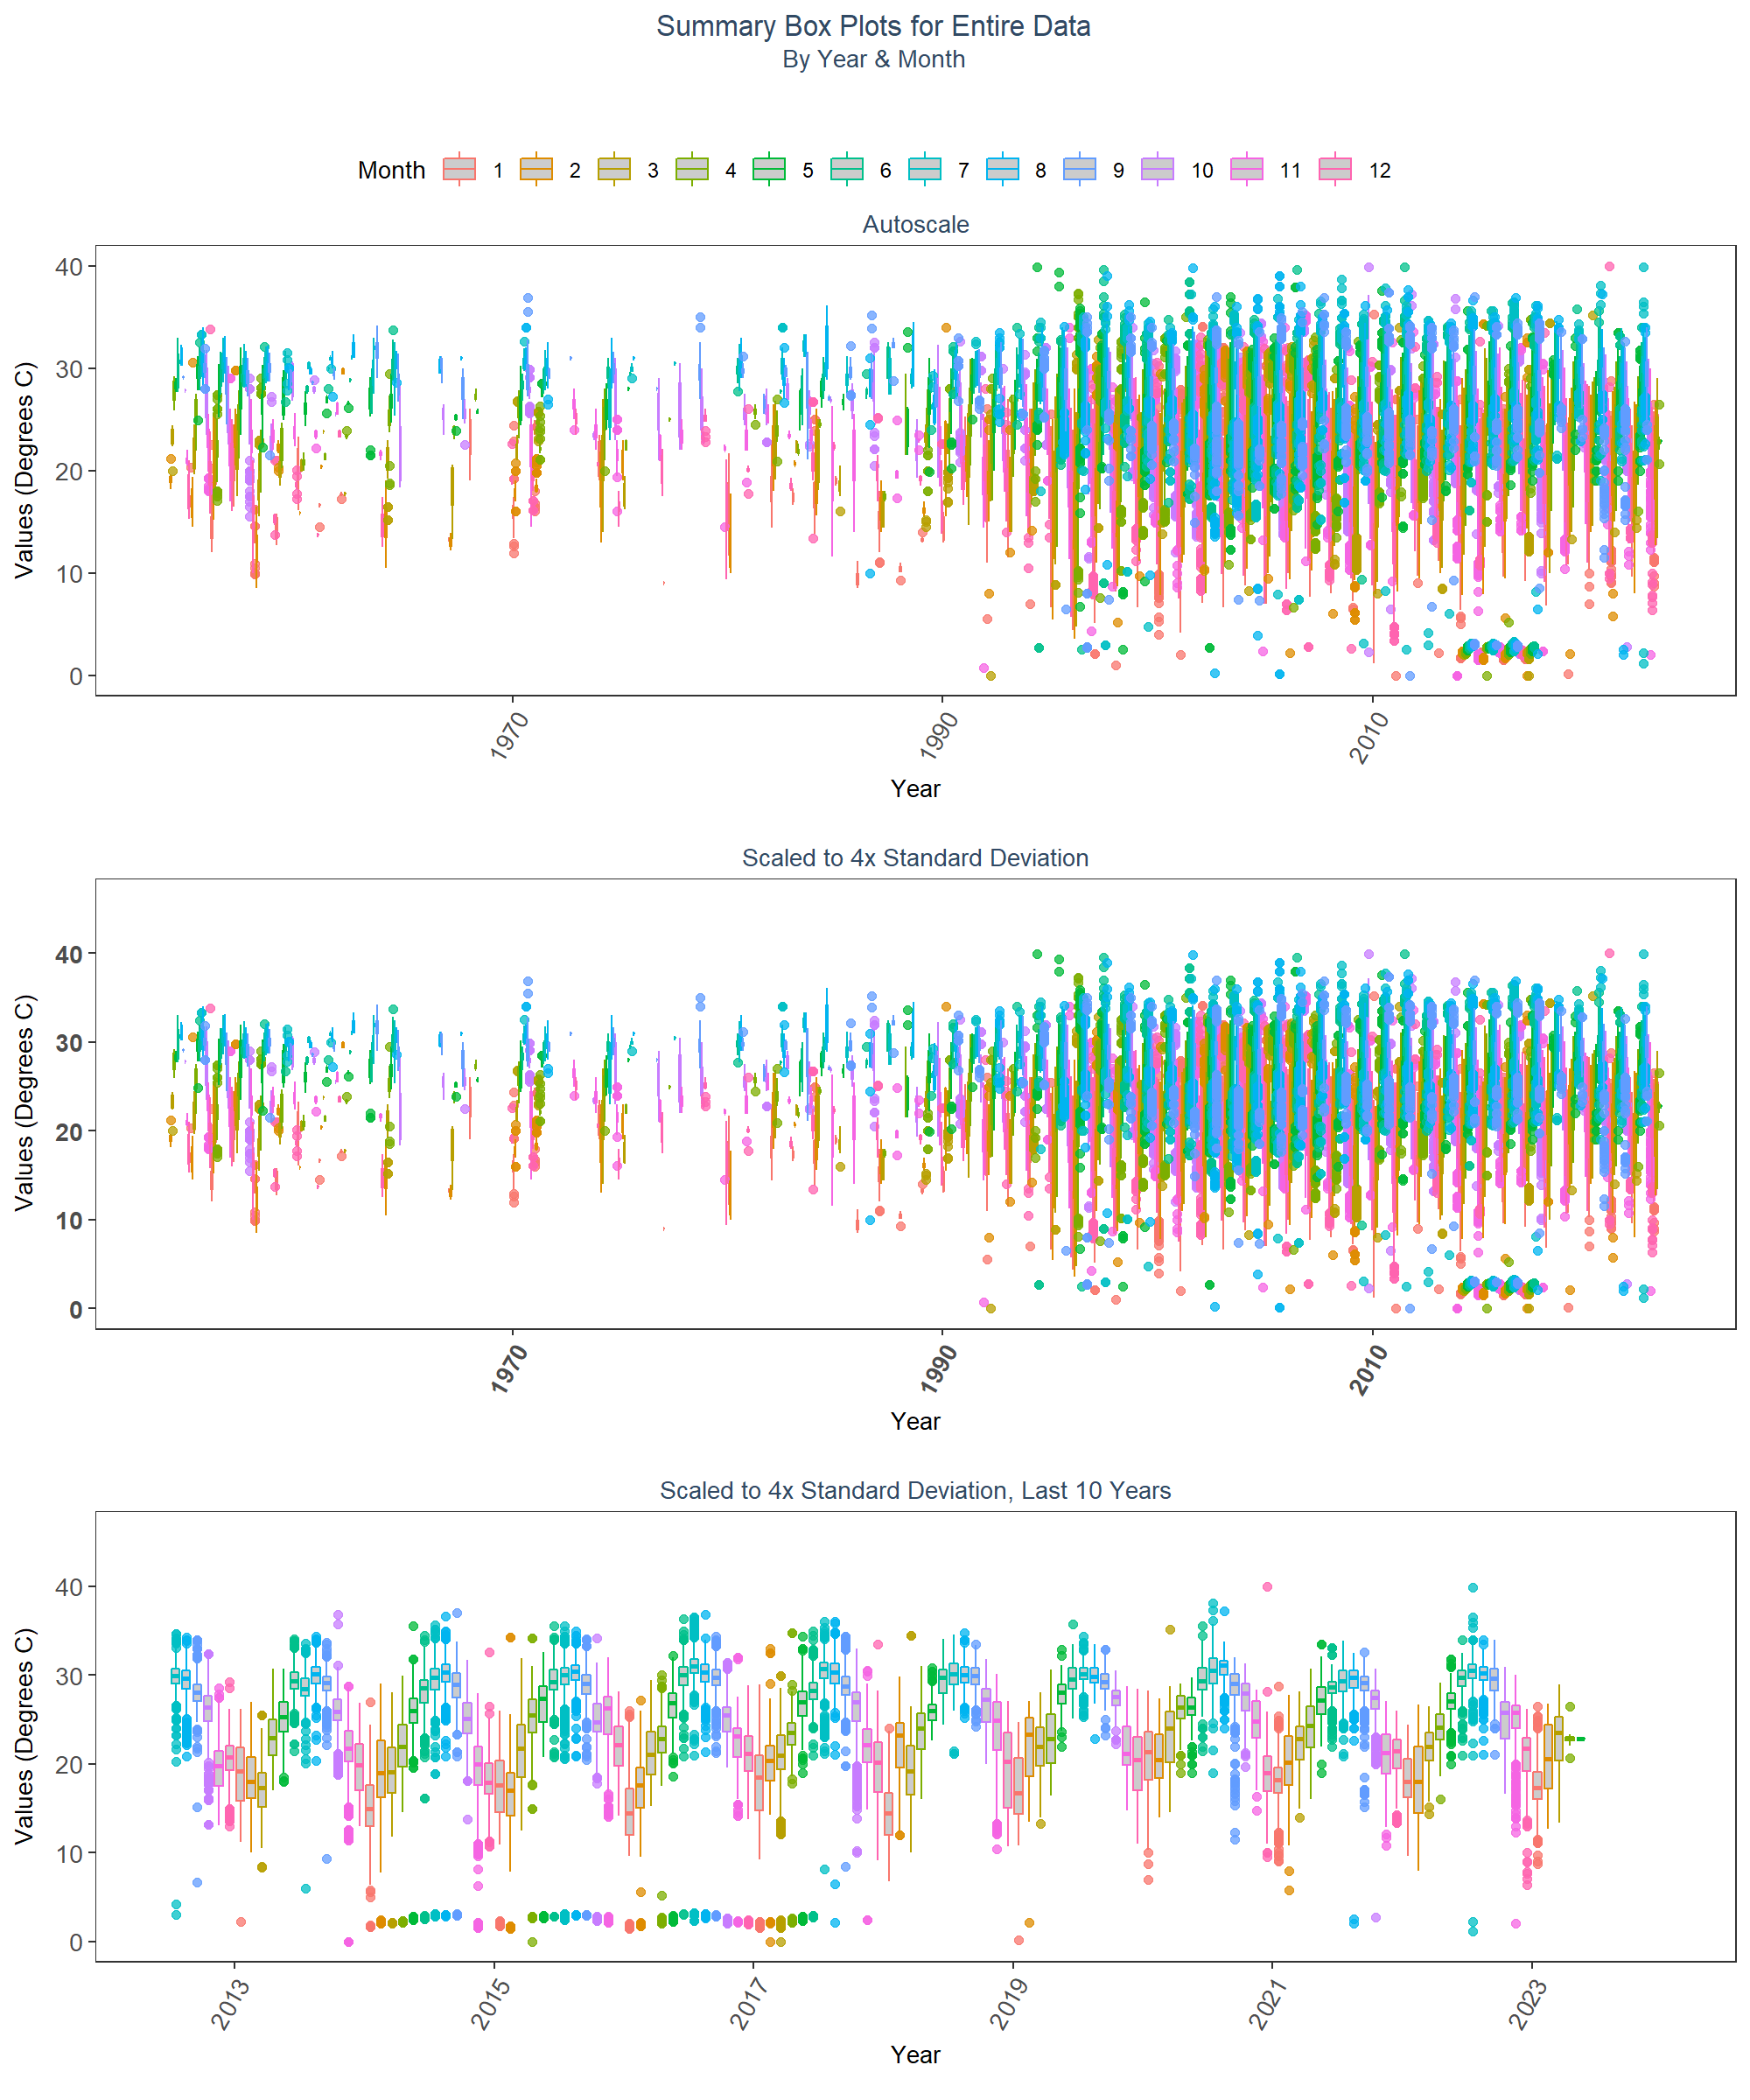 Summary Box Plots for Entire Data
By Year & Month
Month 1 2 3 4 5 6 7 8 9 10 11 12
Autoscale
Values (Degrees C)
40
30
20
10
0
1970 1990 2010
Year
Scaled to 4x Standard Deviation
Values (Degrees C)
40
30
20
10
0
1970 1990 2010
Year
Scaled to 4x Standard Deviation, Last 10 Years
Values (Degrees C)
40
30
20
10
0
2013 2015 2017 2019 2021 2023
Year